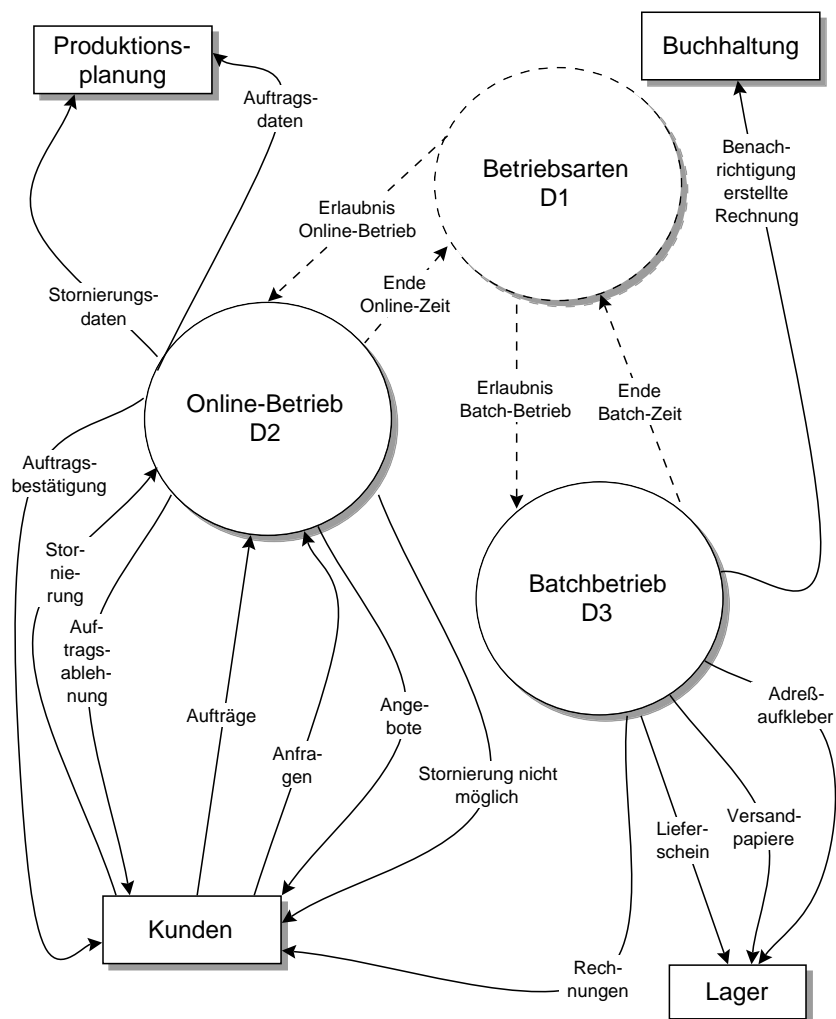 Produktions-
planung
Buchhaltung
Auftrags-
daten
Benach-
richtigung
erstellte
Rechnung
Betriebsarten
D1
Erlaubnis
Online-Betrieb
Ende
Online-Zeit
Stornierungs-
daten
Erlaubnis
Batch-Betrieb
Ende
Batch-Zeit
Online-Betrieb
D2
Auftrags-
bestätigung
Stor-
nie-
rung
Auf-
trags-
ablehnung
Batchbetrieb
D3
Aufträge
Anfra-
gen
Ange-
bote
Stornierung nicht
möglich
Adreß-
aufkleber
Versand-
papiere
Liefer-
schein
Kunden
Rech-
nungen
Lager